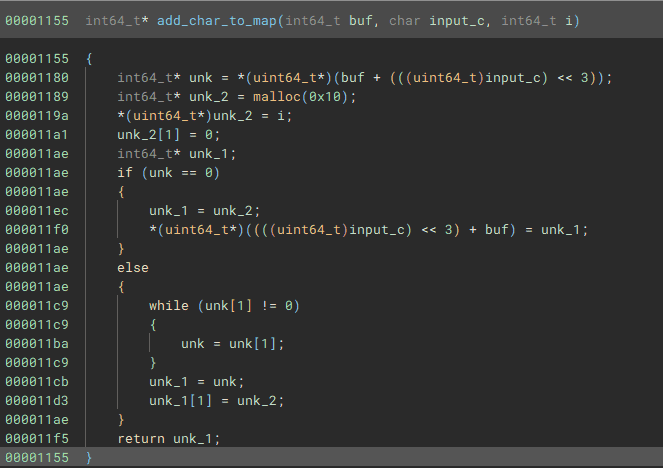 00001155 int64_t* add_char_to_map(int64_t buf, char input_c, int64_t i)
00001155 {
00001180 int64_t* unk = *(uint64_t*)(buf + (((uint64_t)input_c) << 3));
00001189 int64_t* unk_2 = malloc(0x10);
0000119a *(uint64_t*)unk_2 = i;
000011a1 unk_2[1] = 0;
000011ae int64_t* unk_1;
000011ae if (unk == 0)
000011ae {
000011ec unk_1 = unk_2;
000011f0 *(uint64_t*)((((uint64_t)input_c) << 3) + buf) = unk_1;
000011ae }
000011ae else
000011ae {
000011c9 while (unk[1] != 0)
000011c9 {
000011ba unk = unk[1];
000011c9 }
000011cb unk_1 = unk;
000011d3 unk_1[1] = unk_2;
000011ae }
000011f5 return unk_1;
00001155 }